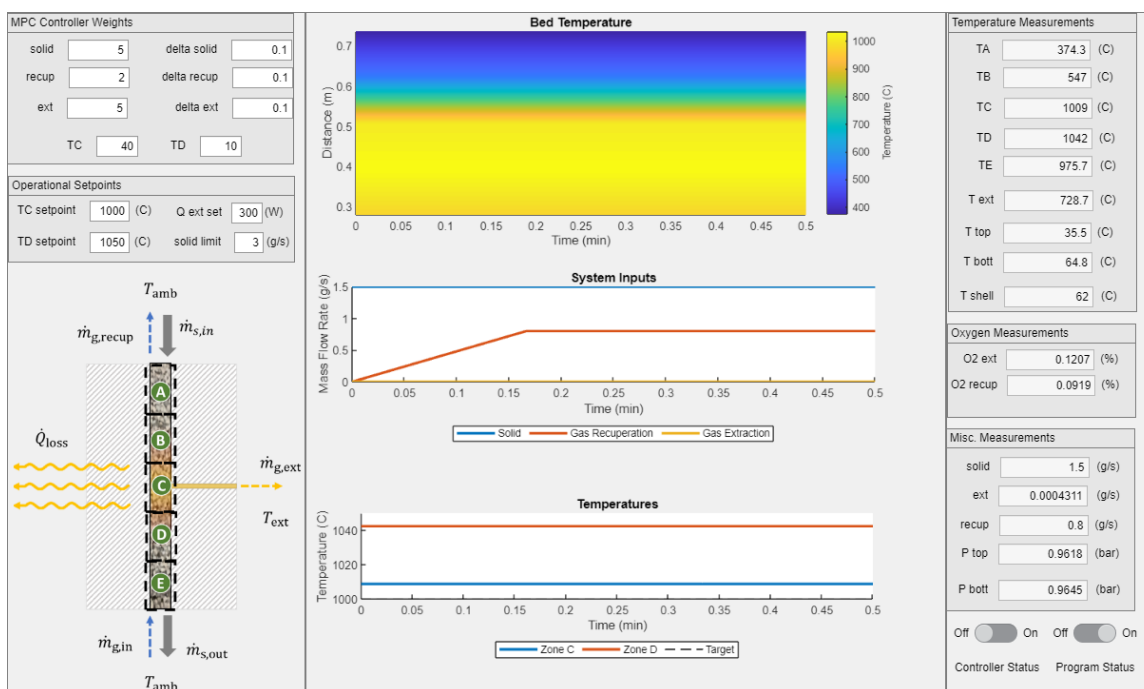 MPC Controller Weights
solid 5 delta solid 0.1
recup 2 delta recup 0.1
ext 5 delta ext 0.1
TC 40 TD 10
Operational Setpoints
TC setpoint 1000 (C) Q ext set 300 (W)
TD setpoint 1050 (C) solid limit 3 (g/s)
T_amb
ṁ_g,recup ṁ_s,in
A
B
Q̇_loss
C
ṁ_g,ext
T_ext
D
E
ṁ_g,in ṁ_s,out
T_amb
Bed Temperature
Distance (m)
0.7
0.6
0.5
0.4
0.3
0 0.05 0.1 0.15 0.2 0.25 0.3 0.35 0.4 0.45 0.5
Time (min)
1000
900
800
700
600
500
400
Temperature (C)
System Inputs
Mass Flow Rate (g/s)
1.5
1
0.5
0
0 0.05 0.1 0.15 0.2 0.25 0.3 0.35 0.4 0.45 0.5
Time (min)
Solid Gas Recuperation Gas Extraction
Temperatures
Temperature (C)
1040
1020
1000
0 0.05 0.1 0.15 0.2 0.25 0.3 0.35 0.4 0.45 0.5
Time (min)
Zone C Zone D Target
Temperature Measurements
TA 374.3 (C)
TB 547 (C)
TC 1009 (C)
TD 1042 (C)
TE 975.7 (C)
T ext 728.7 (C)
T top 35.5 (C)
T bott 64.8 (C)
T shell 62 (C)
Oxygen Measurements
O2 ext 0.1207 (%)
O2 recup 0.0919 (%)
Misc. Measurements
solid 1.5 (g/s)
ext 0.0004311 (g/s)
recup 0.8 (g/s)
P top 0.9618 (bar)
P bott 0.9645 (bar)
Off On Off On
Controller Status Program Status